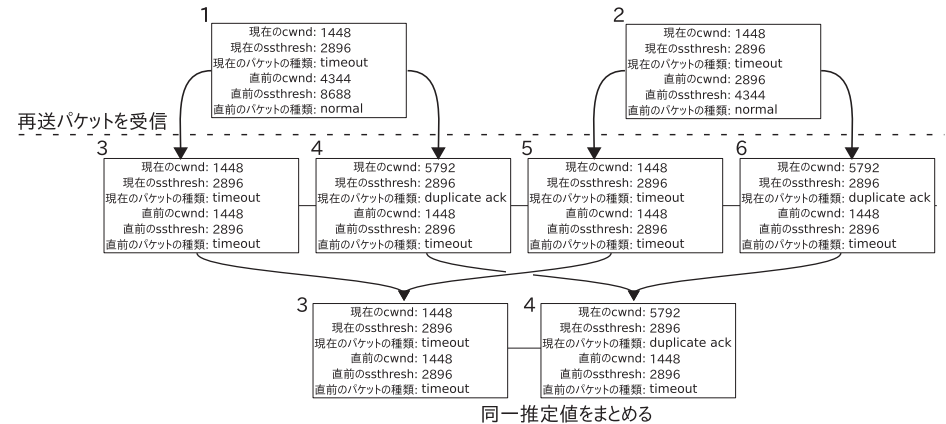 1
現在のcwnd: 1448
現在のssthresh: 2896
現在のパケットの種類: timeout
直前のcwnd: 4344
直前のssthresh: 8688
直前のパケットの種類: normal
2
現在のcwnd: 1448
現在のssthresh: 2896
現在のパケットの種類: timeout
直前のcwnd: 2896
直前のssthresh: 4344
直前のパケットの種類: normal
再送パケットを受信
3
現在のcwnd: 1448
現在のssthresh: 2896
現在のパケットの種類: timeout
直前のcwnd: 1448
直前のssthresh: 2896
直前のパケットの種類: timeout
4
現在のcwnd: 5792
現在のssthresh: 2896
現在のパケットの種類: duplicate ack
直前のcwnd: 1448
直前のssthresh: 2896
直前のパケットの種類: timeout
5
現在のcwnd: 1448
現在のssthresh: 2896
現在のパケットの種類: timeout
直前のcwnd: 1448
直前のssthresh: 2896
直前のパケットの種類: timeout
6
現在のcwnd: 5792
現在のssthresh: 2896
現在のパケットの種類: duplicate ack
直前のcwnd: 1448
直前のssthresh: 2896
直前のパケットの種類: timeout
3
現在のcwnd: 1448
現在のssthresh: 2896
現在のパケットの種類: timeout
直前のcwnd: 1448
直前のssthresh: 2896
直前のパケットの種類: timeout
4
現在のcwnd: 5792
現在のssthresh: 2896
現在のパケットの種類: duplicate ack
直前のcwnd: 1448
直前のssthresh: 2896
直前のパケットの種類: timeout
同一推定値をまとめる